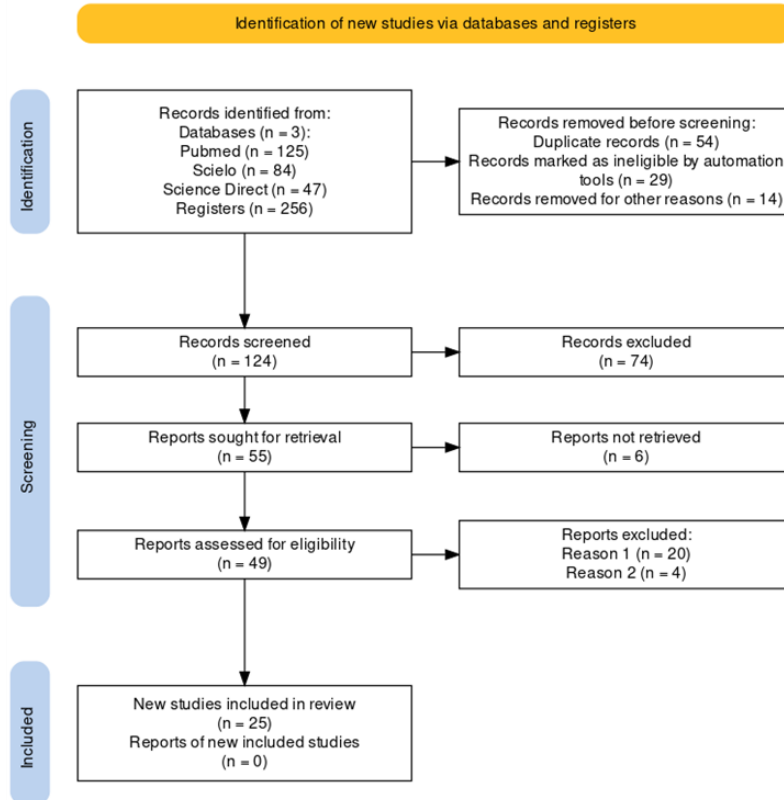 Identification of new studies via databases and registers
Identification
Records identified from:
Databases (n = 3):
Pubmed (n = 125)
Scielo (n = 84)
Science Direct (n = 47)
Registers (n = 256)
Records removed before screening:
Duplicate records (n = 54)
Records marked as ineligible by automation
tools (n = 29)
Records removed for other reasons (n = 14)
Screening
Records screened
(n = 124)
Records excluded
(n = 74)
Reports sought for retrieval
(n = 55)
Reports not retrieved
(n = 6)
Reports assessed for eligibility
(n = 49)
Reports excluded:
Reason 1 (n = 20)
Reason 2 (n = 4)
Included
New studies included in review
(n = 25)
Reports of new included studies
(n = 0)